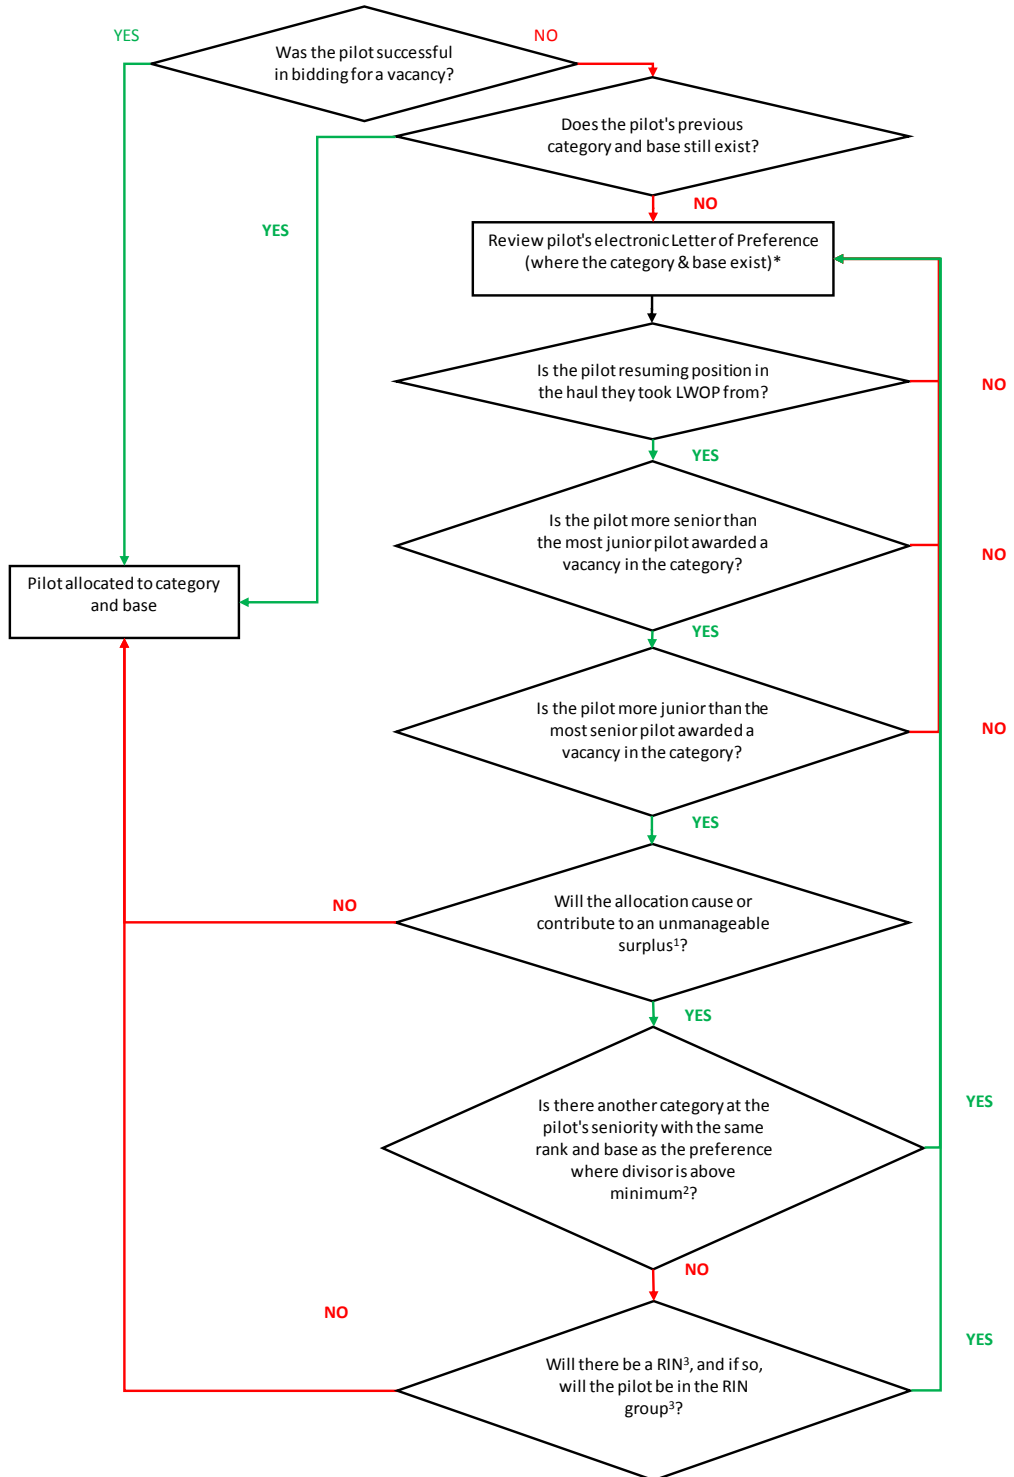 YES
NO
Was the pilot successful
in bidding for a vacancy?
Does the pilot's previous
category and base still exist?
YES
NO
Review pilot's electronic Letter of Preference
(where the category & base exist)*
Is the pilot resuming position in
the haul they took LWOP from?
NO
YES
Is the pilot more senior than
the most junior pilot awarded a
vacancy in the category?
NO
Pilot allocated to category
and base
YES
Is the pilot more junior than the
most senior pilot awarded a
vacancy in the category?
NO
YES
Will the allocation cause or
contribute to an unmanageable
surplus¹?
NO
YES
Is there another category at the
pilot's seniority with the same
rank and base as the preference
where divisor is above
minimum²?
YES
NO
Will there be a RIN³, and if so,
will the pilot be in the RIN
group³?
NO
YES